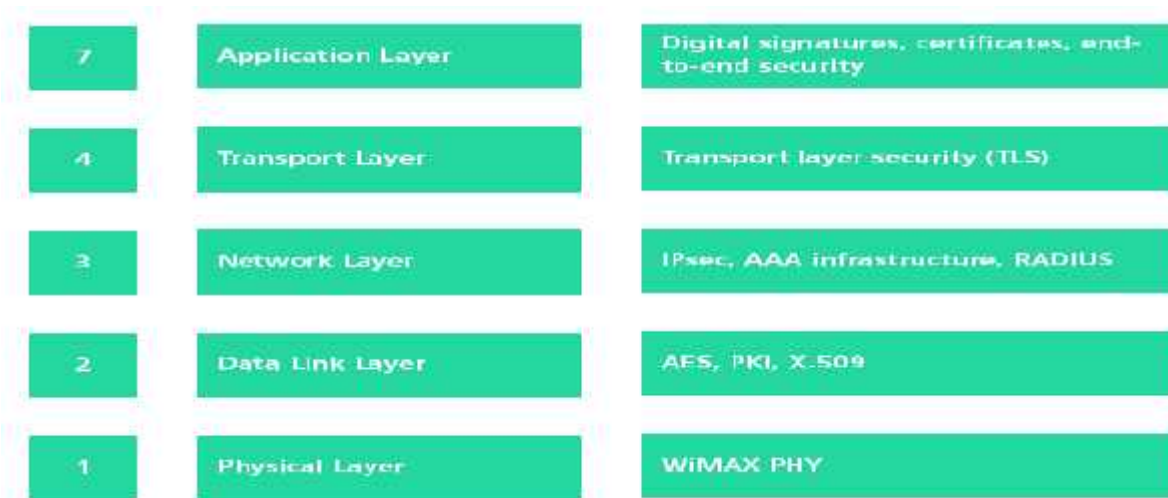 7
Application Layer
Digital signatures, certificates, end-
to-end security
4
Transport Layer
Transport layer security (TLS)
3
Network Layer
IPsec, AAA infrastructure, RADIUS
2
Data Link Layer
AES, PKI, X-509
1
Physical Layer
WiMAX PHY